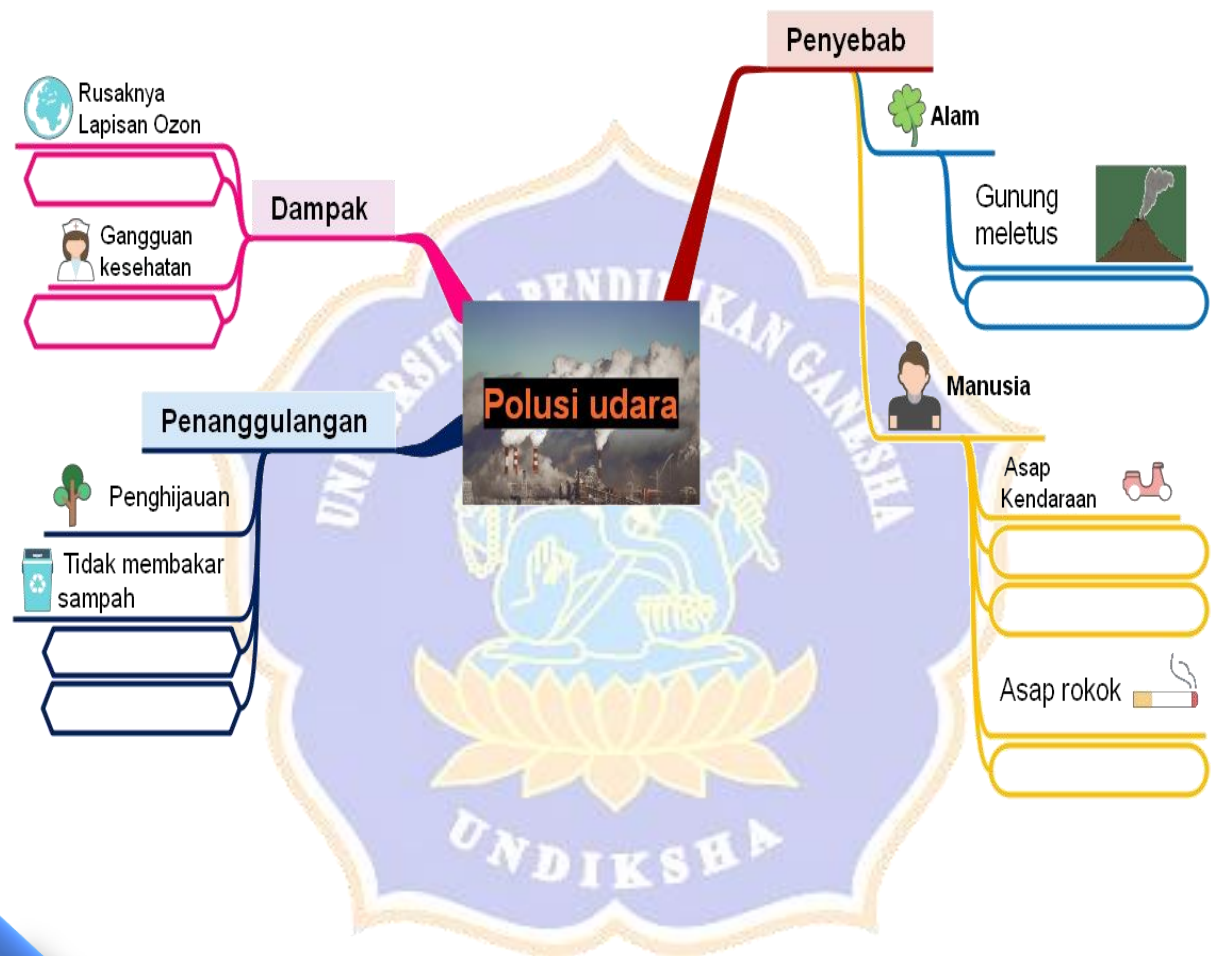 Penyebab
Alam
Gunung
meletus
Manusia
Asap
Kendaraan
Asap rokok
Polusi udara
Dampak
Rusaknya
Lapisan Ozon
Gangguan
kesehatan
Penanggulangan
Penghijauan
Tidak membakar
sampah
UNDIKSHA